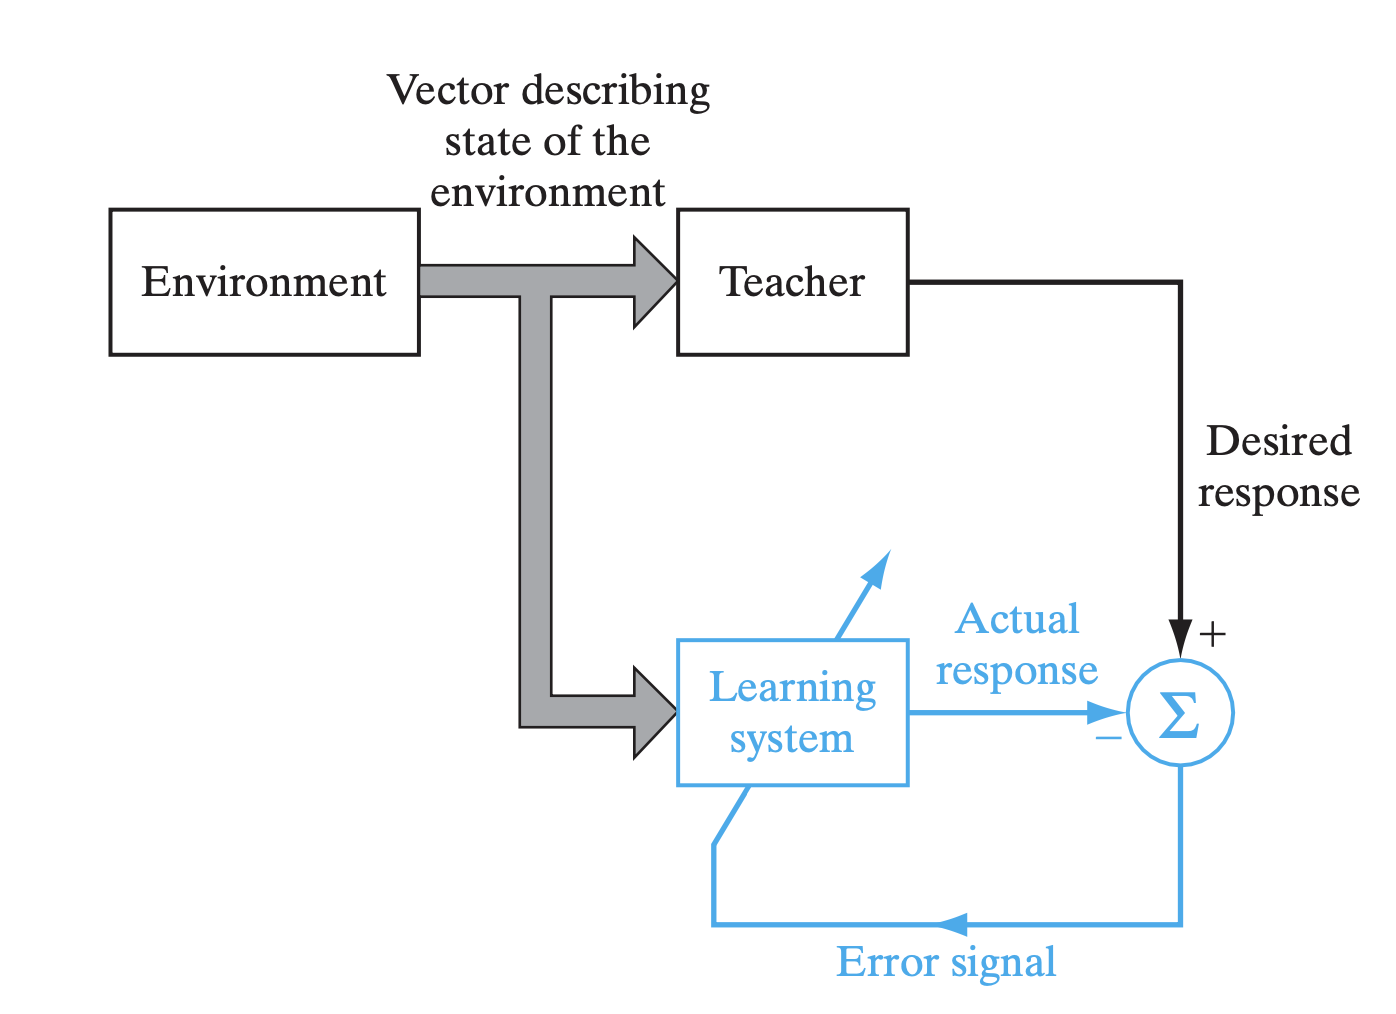 Vector describing
state of the
environment
Environment
Teacher
Desired
response
+
Actual
response
−
Learning
system
Σ
Error signal